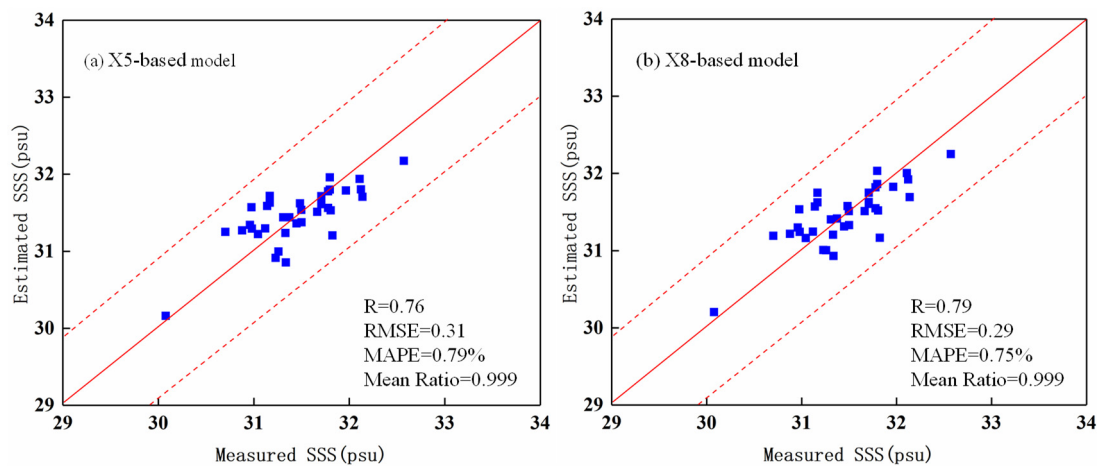 (a) X5-based model
34
33
32
31
30
29
Estimated SSS(psu)
R=0.76
RMSE=0.31
MAPE=0.79%
Mean Ratio=0.999
29 30 31 32 33 34
Measured SSS(psu)
(b) X8-based model
34
33
32
31
30
29
Estimated SSS(psu)
R=0.79
RMSE=0.29
MAPE=0.75%
Mean Ratio=0.999
29 30 31 32 33 34
Measured SSS(psu)